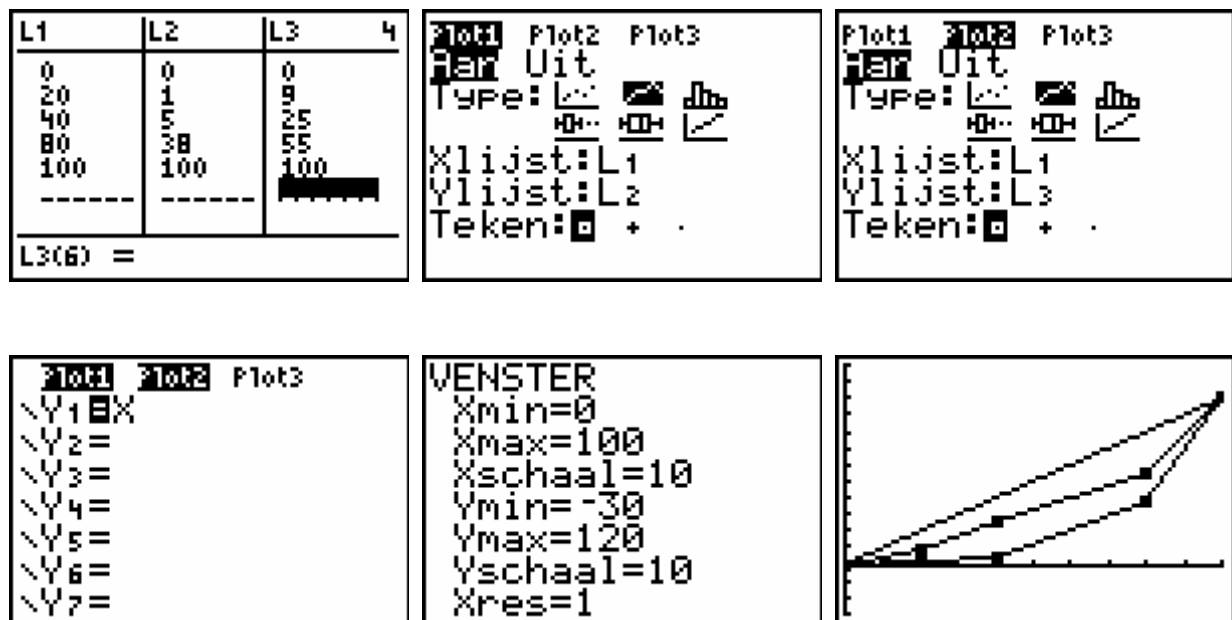 L1 L2 L3 4
0 0 0
20 1 9
40 5 25
80 38 55
100 100 100
------ ------
L3(6) =
Plot1 Plot2 Plot3
Aan Uit
Type:
Xlijst:L1
Ylijst:L2
Teken: + ·
Plot1 Plot2 Plot3
Aan Uit
Type:
Xlijst:L1
Ylijst:L3
Teken: + ·
Plot1 Plot2 Plot3
\Y1=X
\Y2=
\Y3=
\Y4=
\Y5=
\Y6=
\Y7=
VENSTER
Xmin=0
Xmax=100
Xschaal=10
Ymin=-30
Ymax=120
Yschaal=10
Xres=1